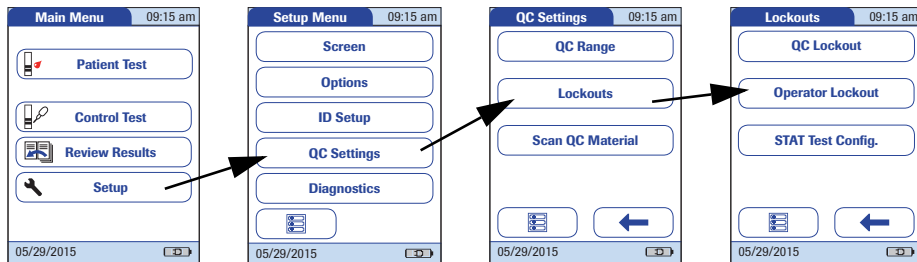 Main Menu 09:15 am
Patient Test
Control Test
Review Results
Setup
05/29/2015
Setup Menu 09:15 am
Screen
Options
ID Setup
QC Settings
Diagnostics
05/29/2015
QC Settings 09:15 am
QC Range
Lockouts
Scan QC Material
05/29/2015
Lockouts 09:15 am
QC Lockout
Operator Lockout
STAT Test Config.
05/29/2015